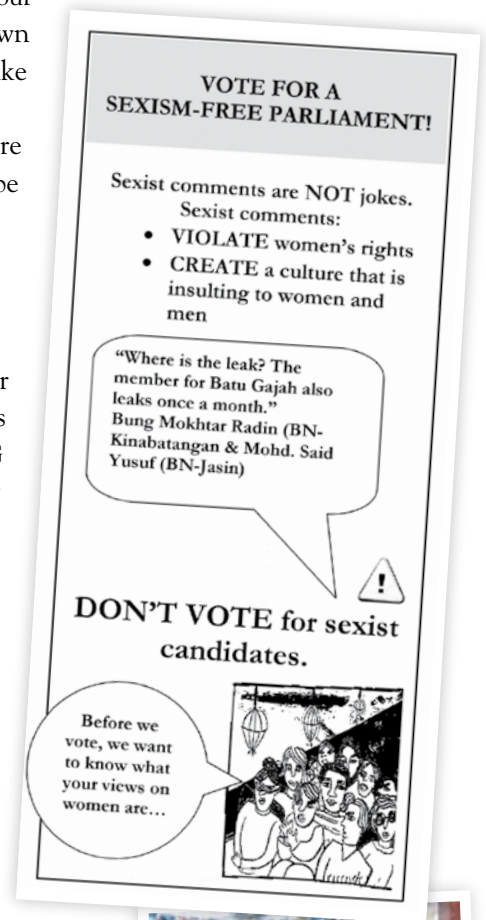 wn
ke
re
r
s
VOTE FOR A
SEXISM-FREE PARLIAMENT!
Sexist comments are NOT jokes.
Sexist comments:
• VIOLATE women's rights
• CREATE a culture that is
insulting to women and
men
"Where is the leak? The
member for Batu Gajah also
leaks once a month."
Bung Mokhtar Radin (BN-
Kinabatangan & Mohd. Said
Yusuf (BN-Jasin)
!
DON'T VOTE for sexist
candidates.
Before we
vote, we want
to know what
your views on
women are…